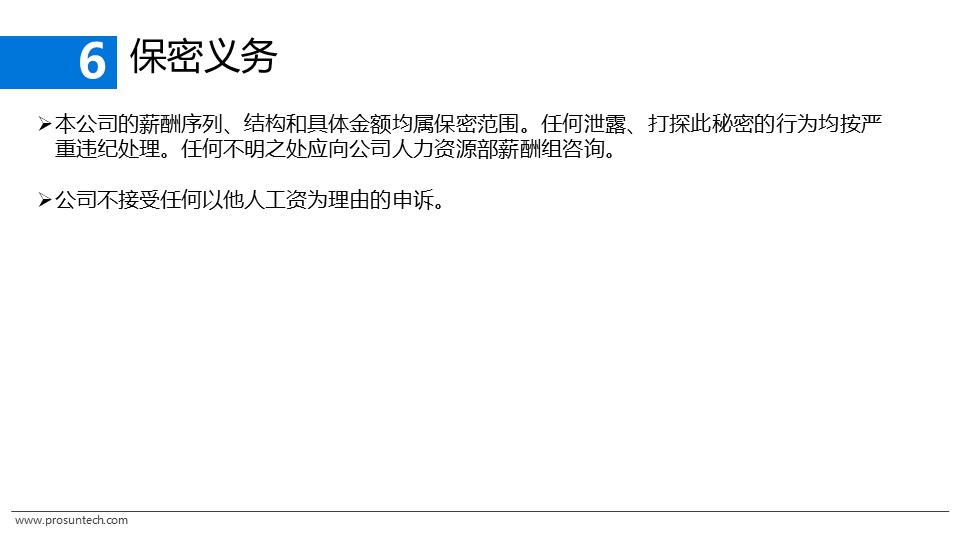 6 保密义务
➢本公司的薪酬序列、结构和具体金额均属保密范围。任何泄露、打探此秘密的行为均按严
重违纪处理。任何不明之处应向公司人力资源部薪酬组咨询。
➢公司不接受任何以他人工资为理由的申诉。
www.prosuntech.com